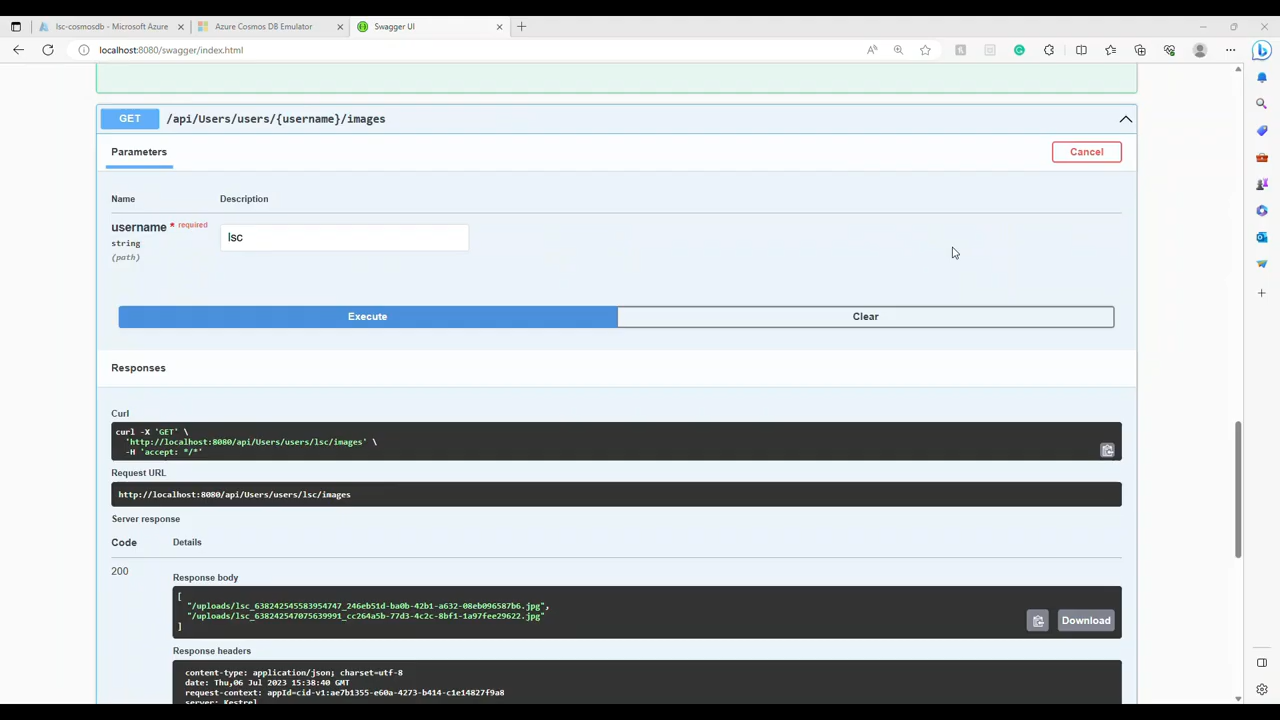 lsc-cosmosdb - Microsoft Azure
Azure Cosmos DB Emulator
Swagger UI
localhost:8080/swagger/index.html
GET /api/Users/users/{username}/images
Parameters
Cancel
Name Description
username * required
string
(path)
lsc
Execute
Clear
Responses
Curl
curl -X 'GET' \
'http://localhost:8080/api/Users/users/lsc/images' \
-H 'accept: */*'
Request URL
http://localhost:8080/api/Users/users/lsc/images
Server response
Code Details
200
Response body
[
"/uploads/lsc_638242545583954747_246eb51d-ba0b-42b1-a632-08eb096587b6.jpg",
"/uploads/lsc_638242547075639991_cc264a5b-77d3-4c2c-8bf1-1a97fee29622.jpg"
]
Download
Response headers
content-type: application/json; charset=utf-8
date: Thu,06 Jul 2023 15:38:40 GMT
request-context: appId=cid-v1:ae7b1355-e60a-4273-b414-c1e14827f9a8
server: Kestrel